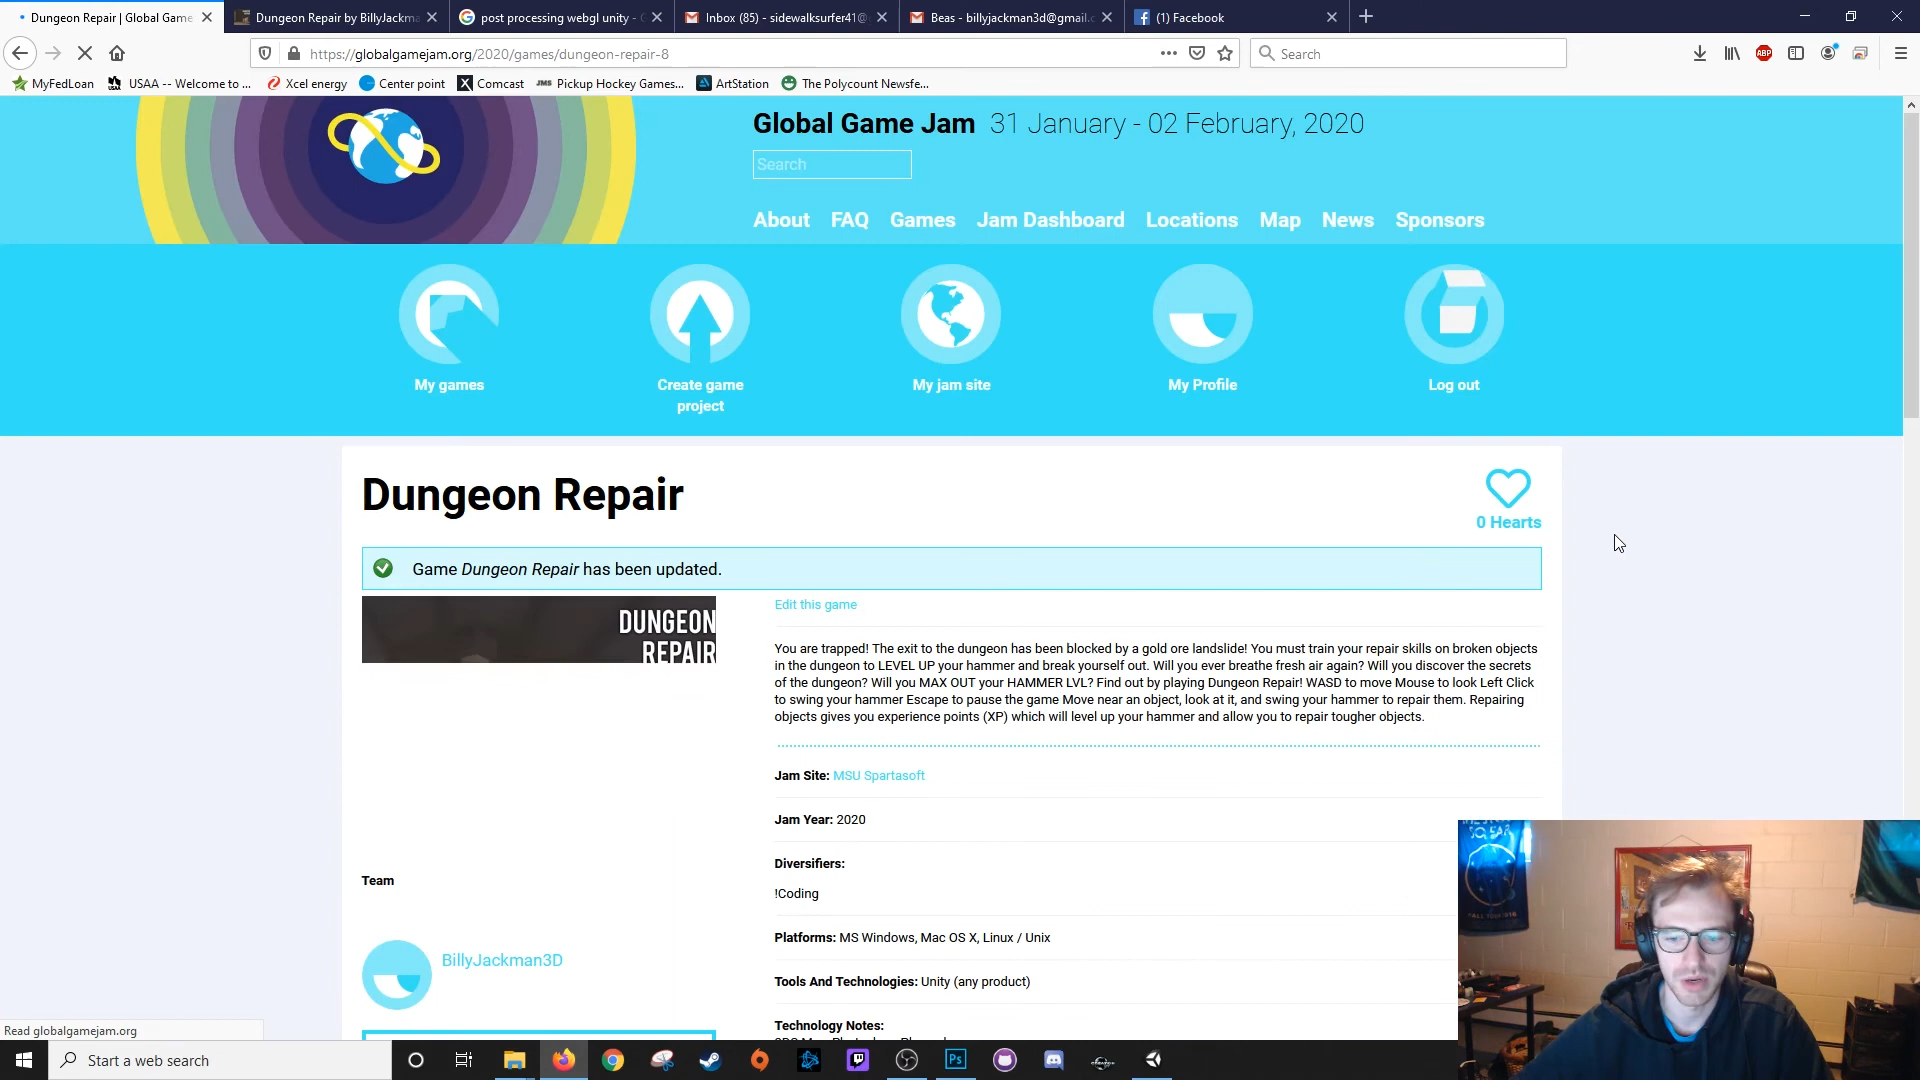 Dungeon Repair | Global Game
Dungeon Repair by BillyJackma
post processing webgl unity - G
Inbox (85) - sidewalksurfer41@
Beas - billyjackman3d@gmail.c
(1) Facebook
https://globalgamejam.org/2020/games/dungeon-repair-8
Search
MyFedLoan
USAA -- Welcome to ...
Xcel energy
Center point
Comcast
Pickup Hockey Games...
ArtStation
The Polycount Newsfe...
Global Game Jam 31 January - 02 February, 2020
Search
About FAQ Games Jam Dashboard Locations Map News Sponsors
My games
Create game
project
My jam site
My Profile
Log out
Dungeon Repair
0 Hearts
Game Dungeon Repair has been updated.
DUNGEON
REPAIR
Edit this game
You are trapped! The exit to the dungeon has been blocked by a gold ore landslide! You must train your repair skills on broken objects
in the dungeon to LEVEL UP your hammer and break yourself out. Will you ever breathe fresh air again? Will you discover the secrets
of the dungeon? Will you MAX OUT your HAMMER LVL? Find out by playing Dungeon Repair! WASD to move Mouse to look Left Click
to swing your hammer Escape to pause the game Move near an object, look at it, and swing your hammer to repair them. Repairing
objects gives you experience points (XP) which will level up your hammer and allow you to repair tougher objects.
Jam Site: MSU Spartasoft
Jam Year: 2020
Diversifiers:
!Coding
Platforms: MS Windows, Mac OS X, Linux / Unix
Tools And Technologies: Unity (any product)
Technology Notes:
Team
BillyJackman3D
Read globalgamejam.org
Start a web search
Ps
ABP